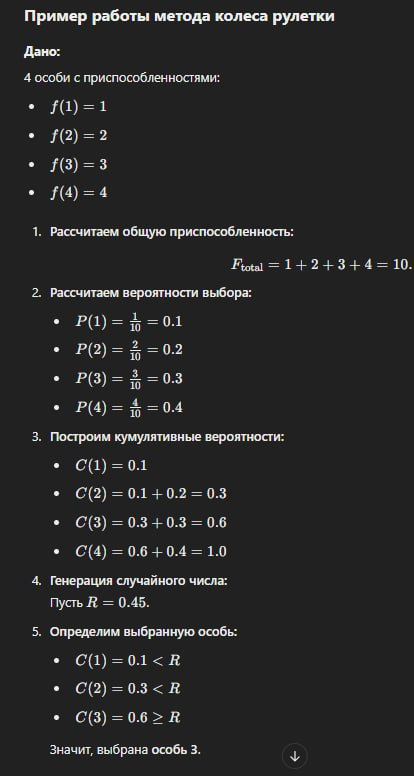 Пример работы метода колеса рулетки
Дано:
4 особи с приспособленностями:
• f(1) = 1
• f(2) = 2
• f(3) = 3
• f(4) = 4
1. Рассчитаем общую приспособленность:
F_total = 1 + 2 + 3 + 4 = 10.
2. Рассчитаем вероятности выбора:
• P(1) = 1/10 = 0.1
• P(2) = 2/10 = 0.2
• P(3) = 3/10 = 0.3
• P(4) = 4/10 = 0.4
3. Построим кумулятивные вероятности:
• C(1) = 0.1
• C(2) = 0.1 + 0.2 = 0.3
• C(3) = 0.3 + 0.3 = 0.6
• C(4) = 0.6 + 0.4 = 1.0
4. Генерация случайного числа:
Пусть R = 0.45.
5. Определим выбранную особь:
• C(1) = 0.1 < R
• C(2) = 0.3 < R
• C(3) = 0.6 ≥ R
Значит, выбрана особь 3.